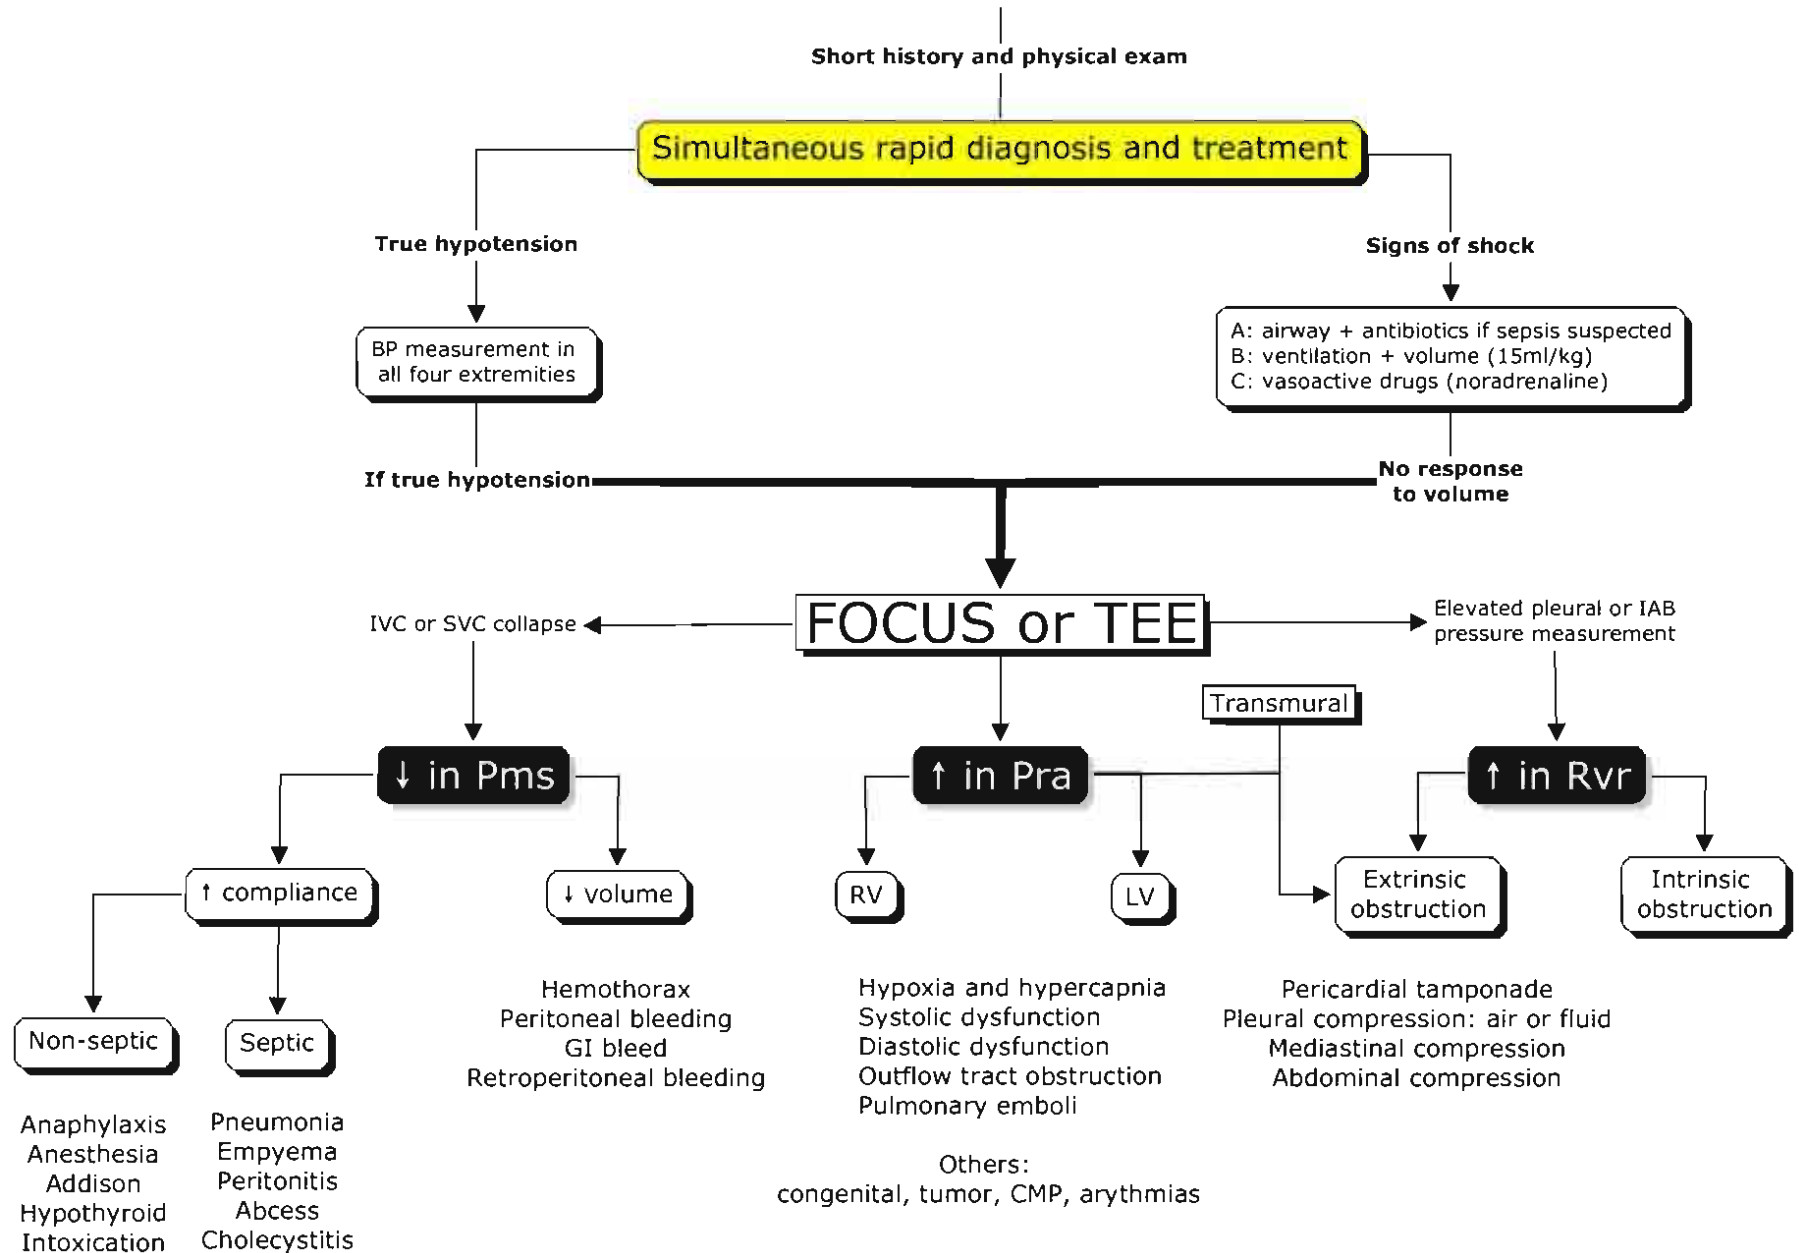 Short history and physical exam
Simultaneous rapid diagnosis and treatment
True hypotension
Signs of shock
BP measurement in
all four extremities
A: airway + antibiotics if sepsis suspected
B: ventilation + volume (15ml/kg)
C: vasoactive drugs (noradrenaline)
If true hypotension
No response
to volume
FOCUS or TEE
IVC or SVC collapse
Elevated pleural or IAB
pressure measurement
Transmural
↓ in Pms
↑ in Pra
↑ in Rvr
↑ compliance
↓ volume
RV
LV
Extrinsic
obstruction
Intrinsic
obstruction
Non-septic
Septic
Hemothorax
Peritoneal bleeding
GI bleed
Retroperitoneal bleeding
Hypoxia and hypercapnia
Systolic dysfunction
Diastolic dysfunction
Outflow tract obstruction
Pulmonary emboli
Others:
congenital, tumor, CMP, arythmias
Pericardial tamponade
Pleural compression: air or fluid
Mediastinal compression
Abdominal compression
Anaphylaxis
Anesthesia
Addison
Hypothyroid
Intoxication
Pneumonia
Empyema
Peritonitis
Abcess
Cholecystitis